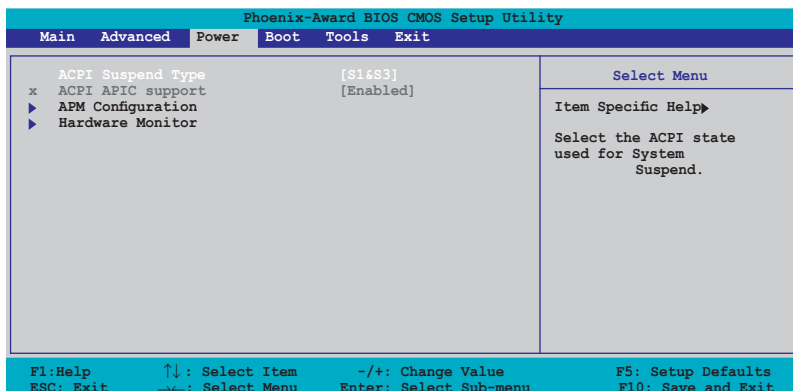 Phoenix-Award BIOS CMOS Setup Utility
Main Advanced Power Boot Tools Exit
ACPI Suspend Type [S1&S3]
x ACPI APIC support [Enabled]
APM Configuration
Hardware Monitor
Select Menu
Item Specific Help
Select the ACPI state
used for System
Suspend.
F1:Help ↑↓: Select Item -/+: Change Value F5: Setup Defaults
ESC: Exit →←: Select Menu Enter: Select Sub-menu F10: Save and Exit